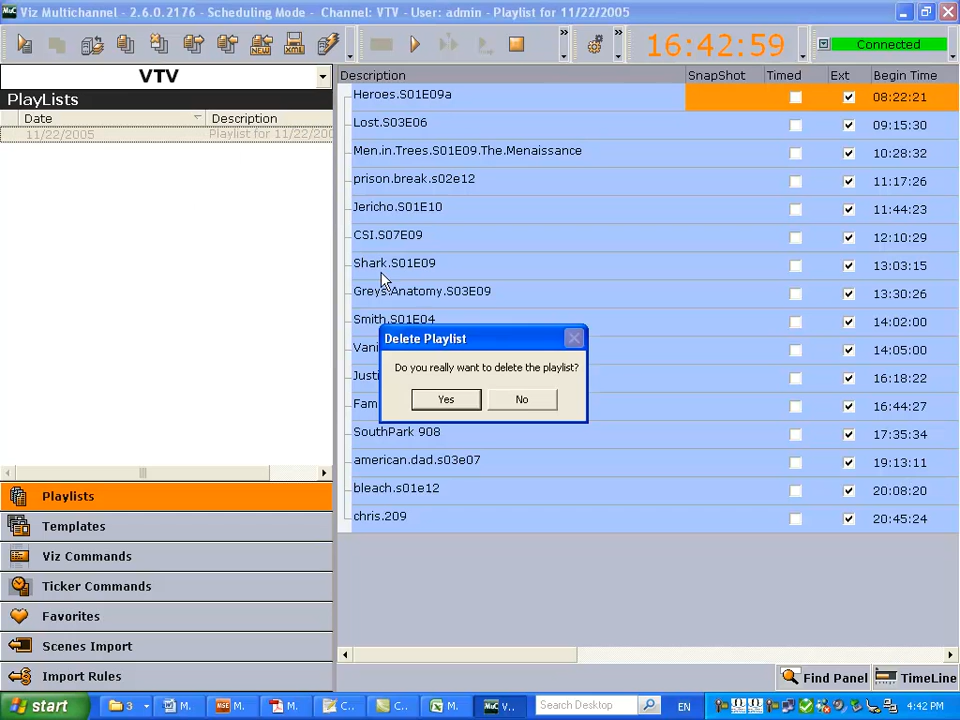 Viz Multichannel - 2.6.0.2176 - Scheduling Mode - Channel: VTV - User: admin - Playlist for 11/22/2005
16:42:59
Connected
VTV
PlayLists
Date Description
11/22/2005 Playlist for 11/22/200
Description SnapShot Timed Ext Begin Time
Heroes.S01E09a 08:22:21
Lost.S03E06 09:15:30
Men.in.Trees.S01E09.The.Menaissance 10:28:32
prison.break.s02e12 11:17:26
Jericho.S01E10 11:44:23
CSI.S07E09 12:10:29
Shark.S01E09 13:03:15
Greys.Anatomy.S03E09 13:30:26
Smith.S01E04 14:02:00
Vani 14:05:00
Justi 16:18:22
Fam 16:44:27
SouthPark 908 17:35:34
american.dad.s03e07 19:13:11
bleach.s01e12 20:08:20
chris.209 20:45:24
Delete Playlist
Do you really want to delete the playlist?
Yes No
Playlists
Templates
Viz Commands
Ticker Commands
Favorites
Scenes Import
Import Rules
Find Panel TimeLine
start 3 M. M. M. C.. C.. M. V.. Search Desktop EN 4:42 PM